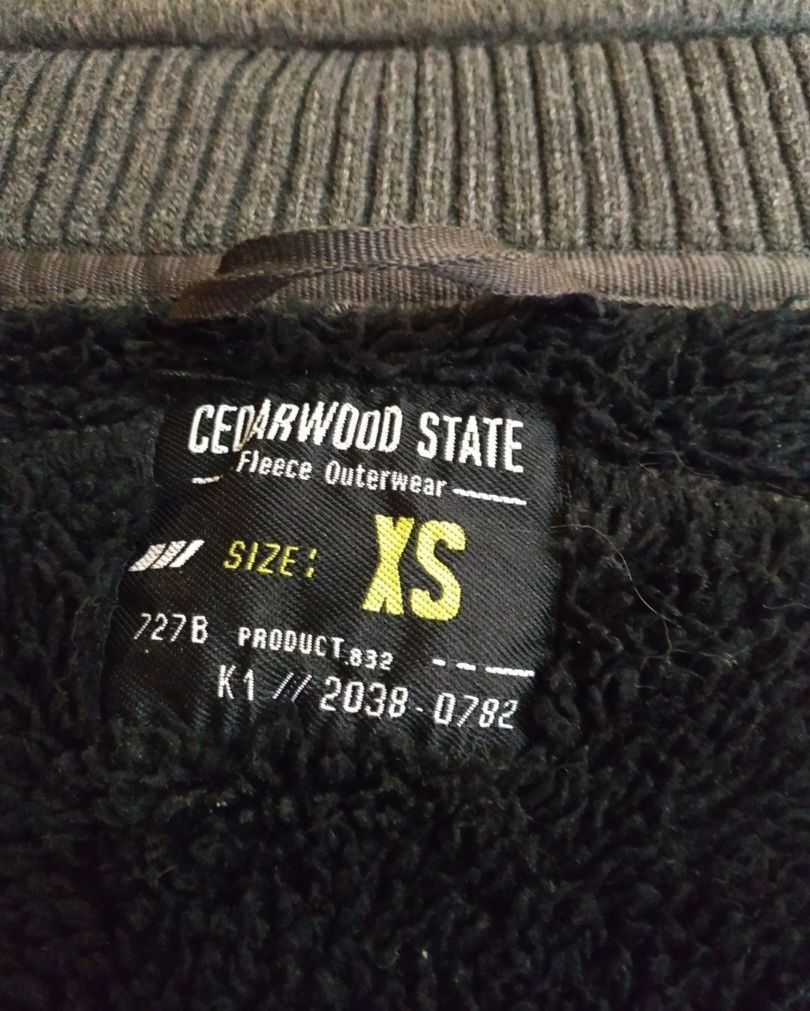 CEDARWOOD STATE
Fleece Outerwear
SIZE: XS
727B PRODUCT.832
K1 // 2038-0782